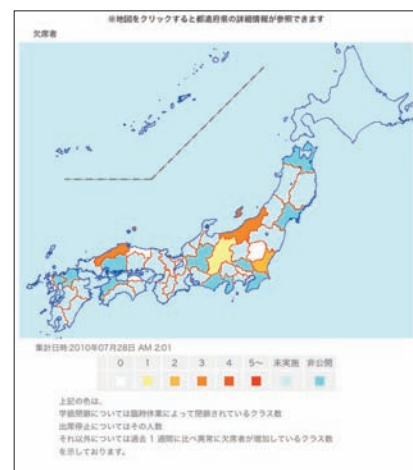 ※地図をクリックすると都道府県の詳細情報が参照できます
欠席者
集計日時:2010年07月28日 AM 2:01
0 1 2 3 4 5～ 未実施 非公開
上記の色は、
学級閉鎖については臨時休業によって閉鎖されているクラス数
出席停止についてはその人数
それ以外については過去1週間に比べ異常に欠席者が増加しているクラス数
を示しております。